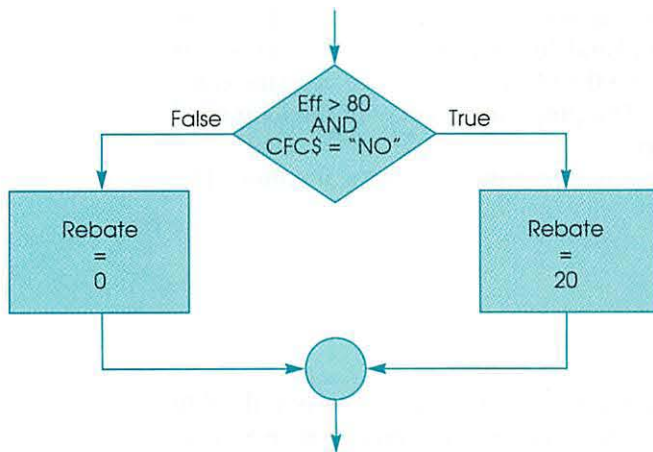 Eff > 80
AND
CFC$ = “NO”
False
True
Rebate
=
0
Rebate
=
20